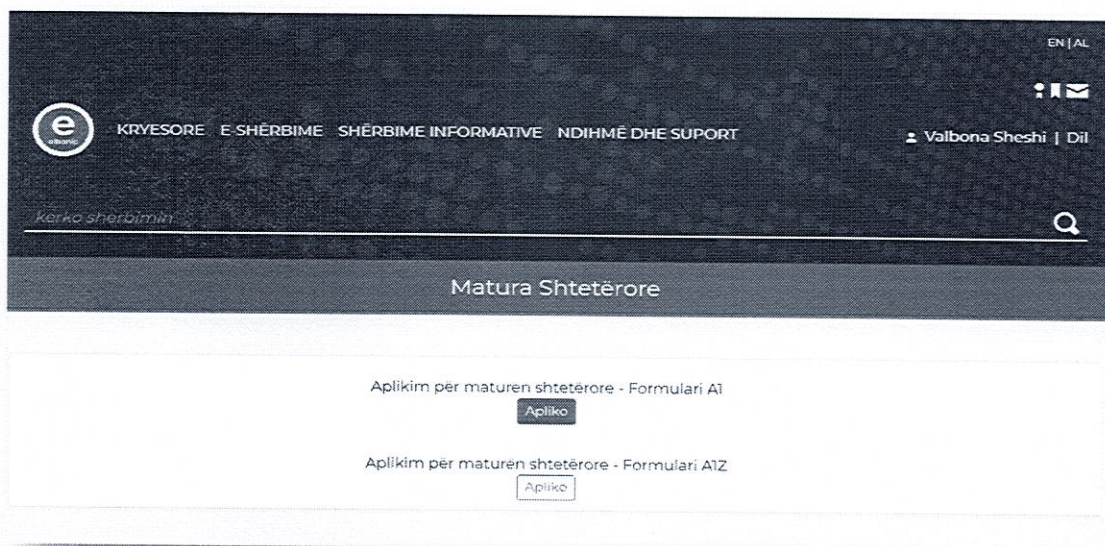 EN | AL
e
albania
KRYESORE E-SHËRBIME SHËRBIME INFORMATIVE NDIHMË DHE SUPORT
Valbona Sheshi | Dil
kerko sherbimin
Matura Shtetërore
Aplikim për maturën shtetërore - Formulari A1
Apliko
Aplikim për maturën shtetërore - Formulari A1Z
Apliko